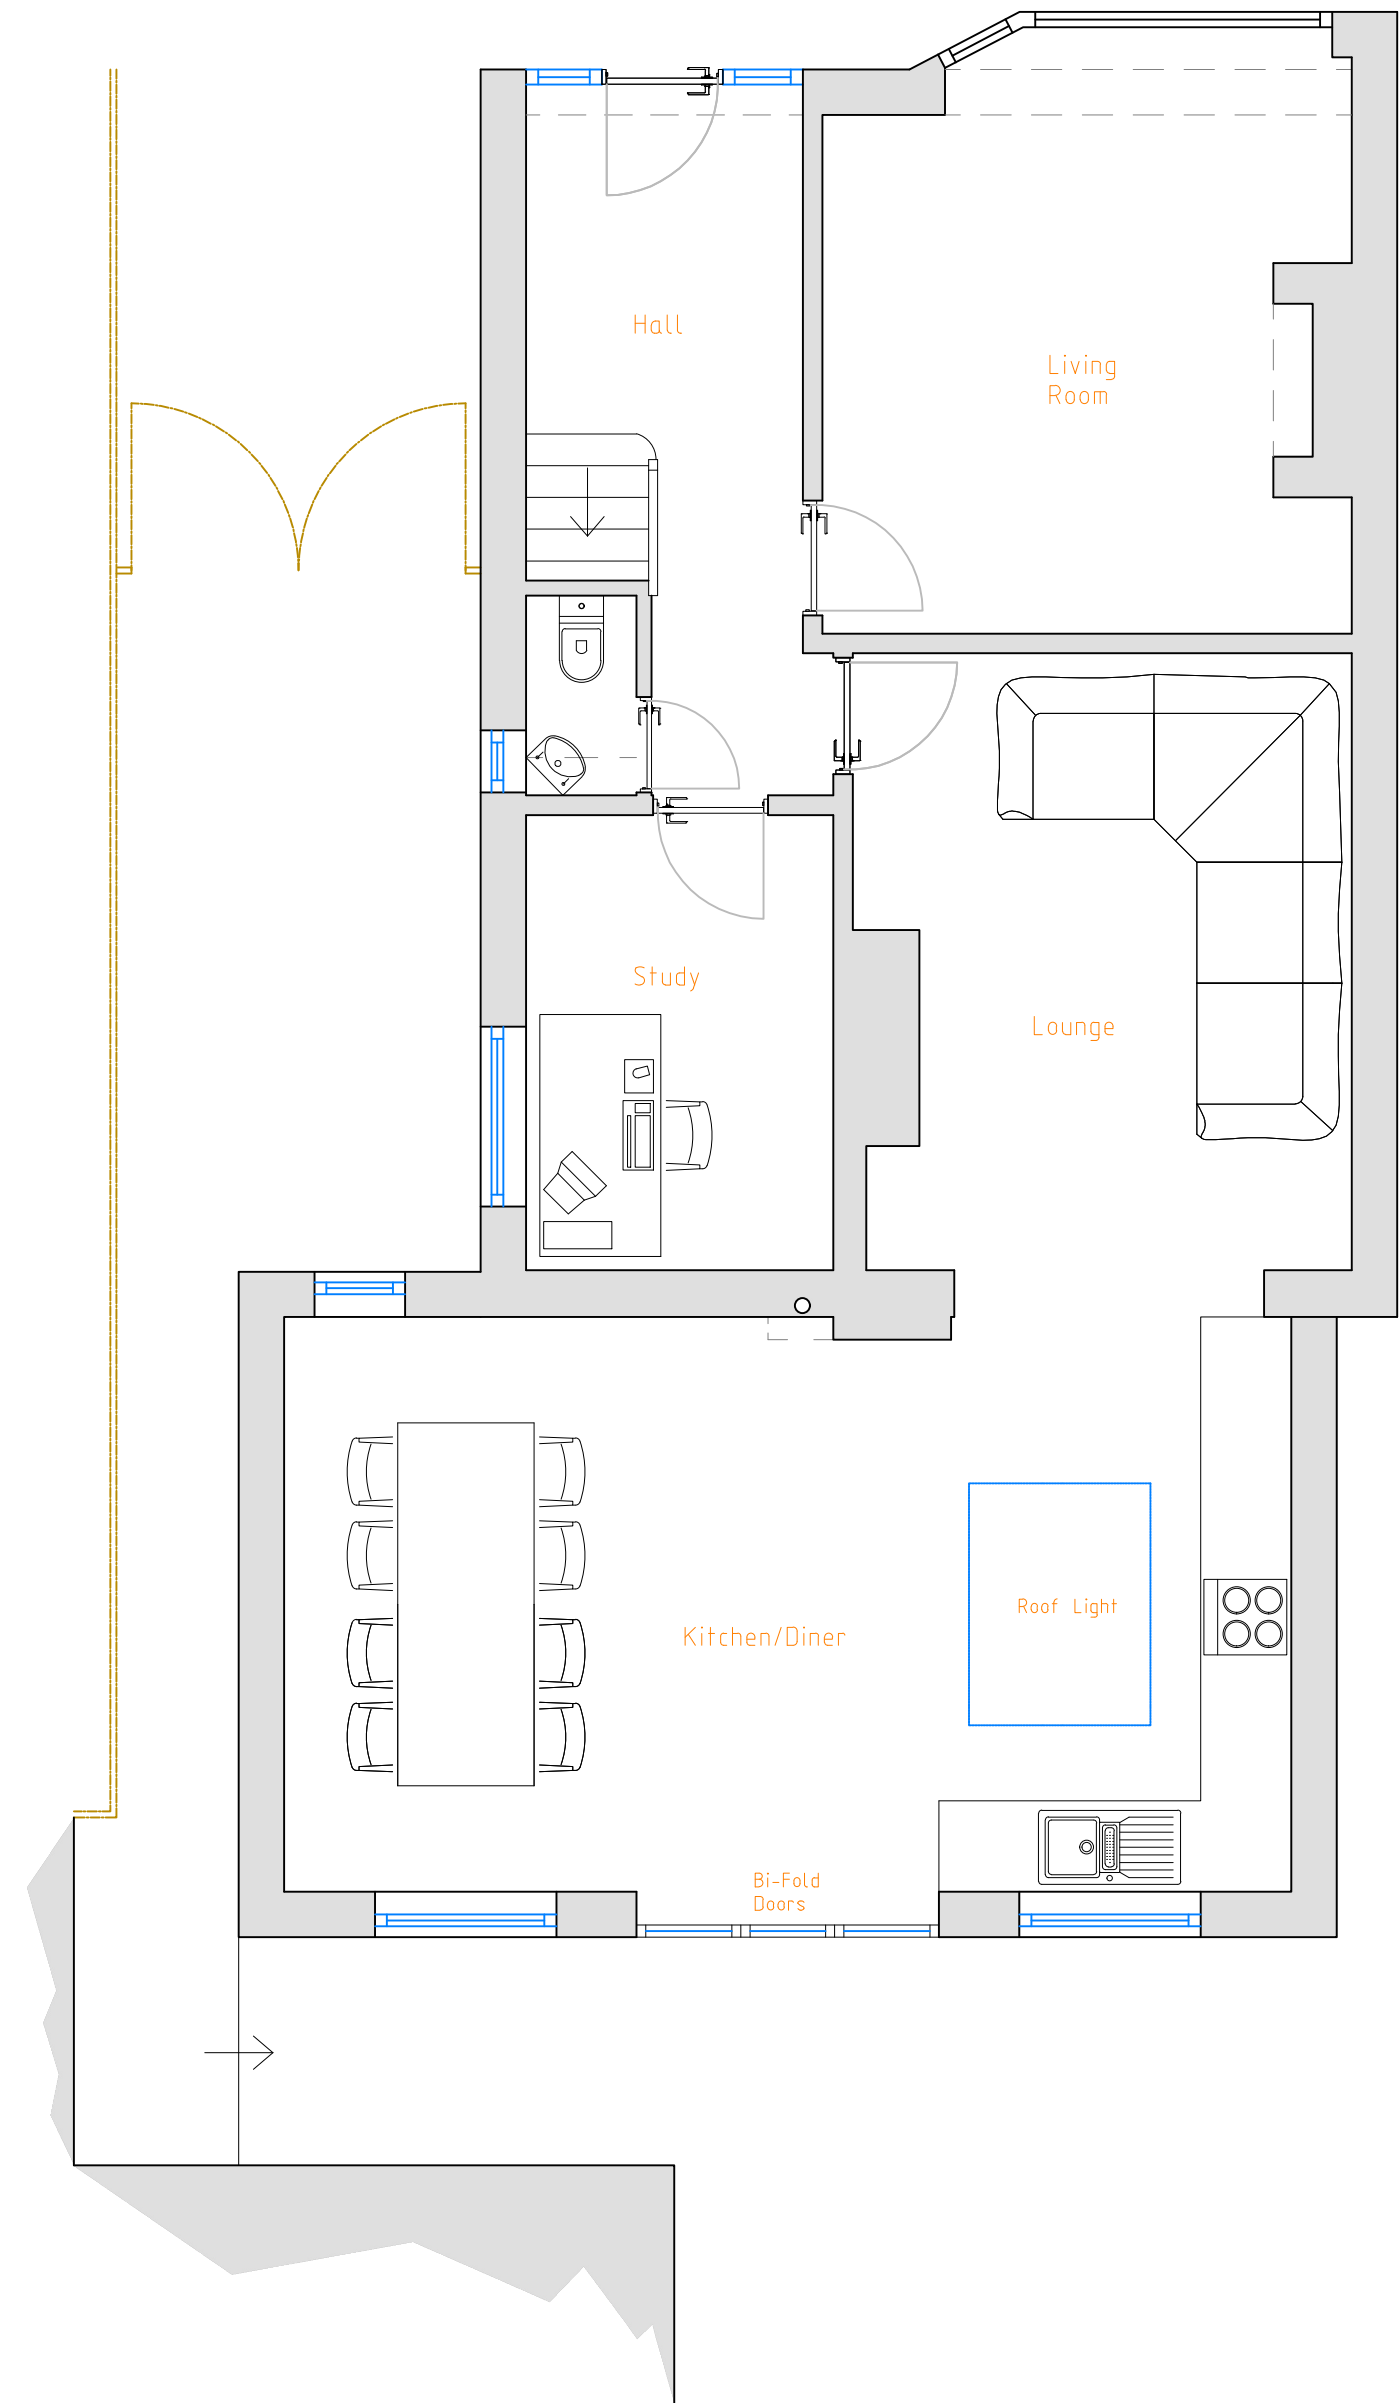 Hall
Living
Room
Study
Lounge
Roof Light
Kitchen/Diner
Bi-Fold
Doors